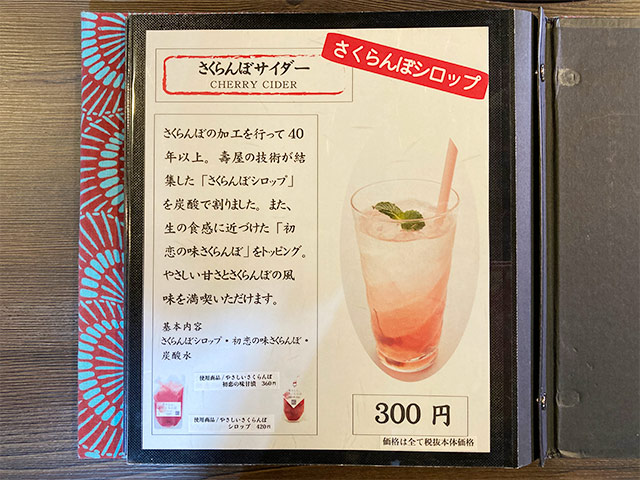 さくらんぼサイダー
CHERRY CIDER
さくらんぼシロップ
さくらんぼの加工を行って40
年以上。壽屋の技術が結
集した「さくらんぼシロップ」
を炭酸で割りました。また、
生の食感に近づけた「初
恋の味さくらんぼ」をトッピング。
やさしい甘さとさくらんぼの風
味を満喫いただけます。
基本内容
さくらんぼシロップ・初恋の味さくらんぼ・
炭酸水
使用商品/やさしいさくらんぼ
初恋の味甘漬 360円
使用商品/やさしいさくらんぼ
シロップ 420円
300円
価格は全て税抜本体価格